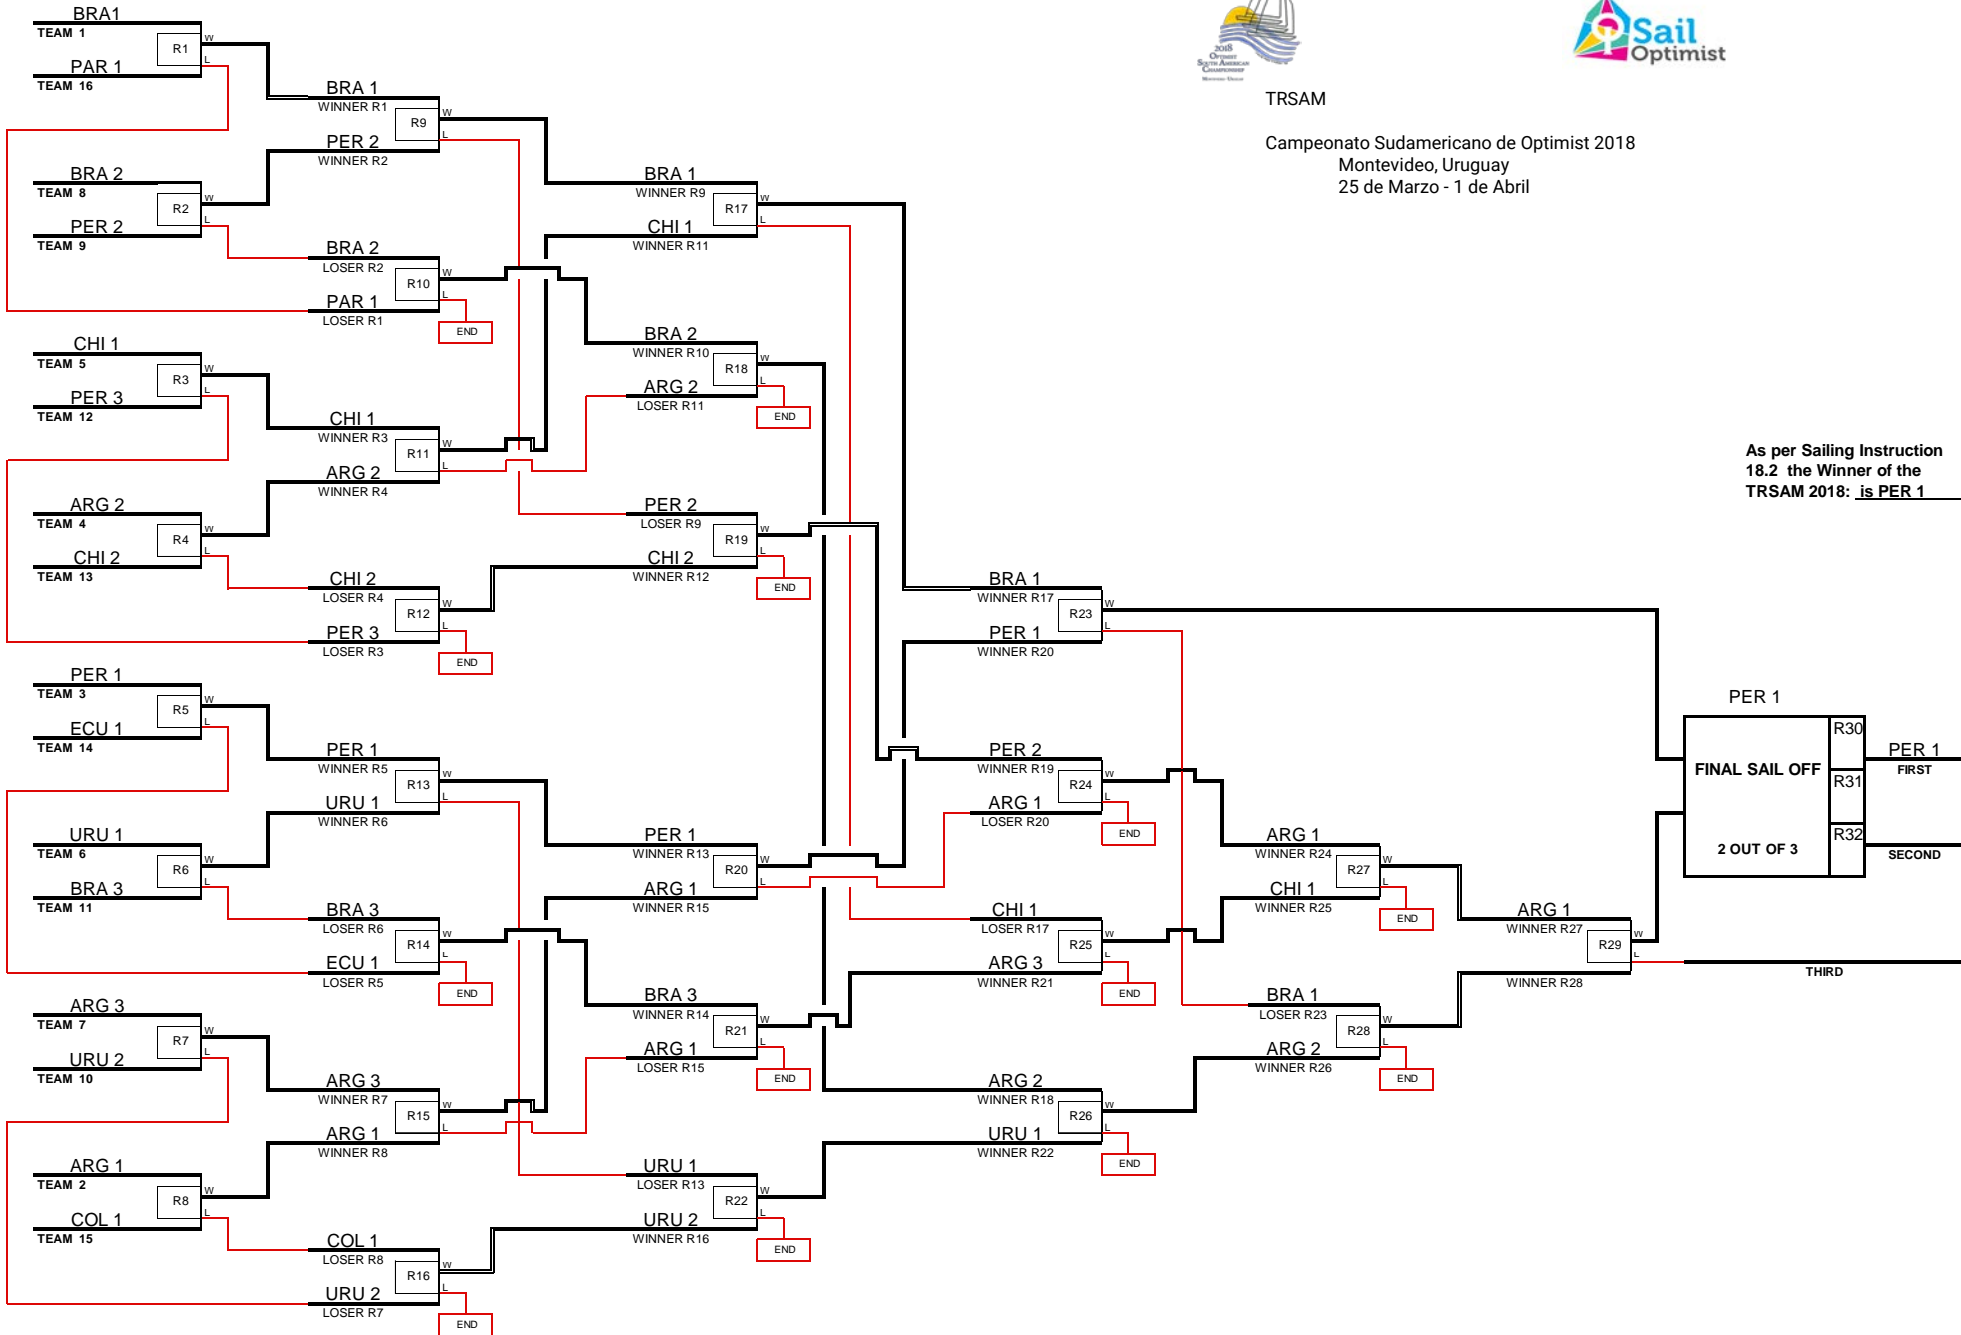 2018
OPTIMIST
SOUTH AMERICAN
CHAMPIONSHIP
Sail
Optimist
TRSAM
Campeonato Sudamericano de Optimist 2018
Montevideo, Uruguay
25 de Marzo - 1 de Abril
As per Sailing Instruction
18.2 the Winner of the
TRSAM 2018: is PER 1
BRA1
TEAM 1
R1
W
L
PAR 1
TEAM 16
BRA 2
TEAM 8
R2
W
L
PER 2
TEAM 9
CHI 1
TEAM 5
R3
W
L
PER 3
TEAM 12
ARG 2
TEAM 4
R4
W
L
CHI 2
TEAM 13
PER 1
TEAM 3
R5
W
L
ECU 1
TEAM 14
URU 1
TEAM 6
R6
W
L
BRA 3
TEAM 11
ARG 3
TEAM 7
R7
W
L
URU 2
TEAM 10
ARG 1
TEAM 2
R8
W
L
COL 1
TEAM 15
BRA 1
WINNER R1
R9
W
L
PER 2
WINNER R2
BRA 2
LOSER R2
R10
W
L
PAR 1
LOSER R1
END
CHI 1
WINNER R3
R11
W
L
ARG 2
WINNER R4
CHI 2
LOSER R4
R12
W
L
PER 3
LOSER R3
END
PER 1
WINNER R5
R13
W
L
URU 1
WINNER R6
BRA 3
LOSER R6
R14
W
L
ECU 1
LOSER R5
END
ARG 3
WINNER R7
R15
W
L
ARG 1
WINNER R8
COL 1
LOSER R8
R16
W
L
URU 2
LOSER R7
END
BRA 1
WINNER R9
R17
W
L
CHI 1
WINNER R11
BRA 2
WINNER R10
R18
W
L
ARG 2
LOSER R11
END
PER 2
LOSER R9
R19
W
L
CHI 2
WINNER R12
END
PER 1
WINNER R13
R20
W
L
ARG 1
WINNER R15
BRA 3
WINNER R14
R21
W
L
ARG 1
LOSER R15
END
URU 1
LOSER R13
R22
W
L
URU 2
WINNER R16
END
BRA 1
WINNER R17
R23
W
L
PER 1
WINNER R20
PER 2
WINNER R19
R24
W
L
ARG 1
LOSER R20
END
CHI 1
LOSER R17
R25
W
L
ARG 3
WINNER R21
END
ARG 2
WINNER R18
R26
W
L
URU 1
WINNER R22
END
ARG 1
WINNER R24
R27
W
L
CHI 1
WINNER R25
END
BRA 1
LOSER R23
R28
W
L
ARG 2
WINNER R26
END
ARG 1
WINNER R27
R29
W
L
WINNER R28
THIRD
PER 1
FINAL SAIL OFF
2 OUT OF 3
R30
R31
R32
PER 1
FIRST
SECOND